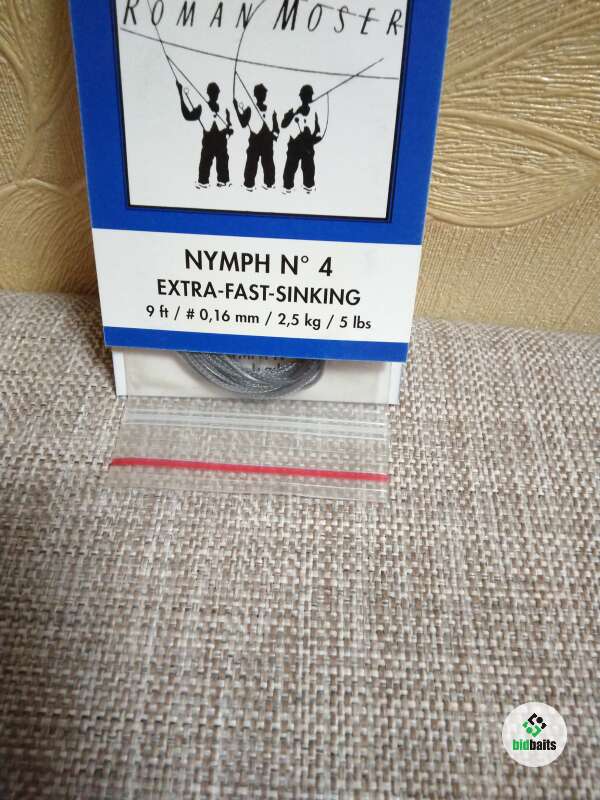 ROMAN MOSER
NYMPH N° 4
EXTRA-FAST-SINKING
9 ft / # 0,16 mm / 2,5 kg / 5 lbs
bidbaits